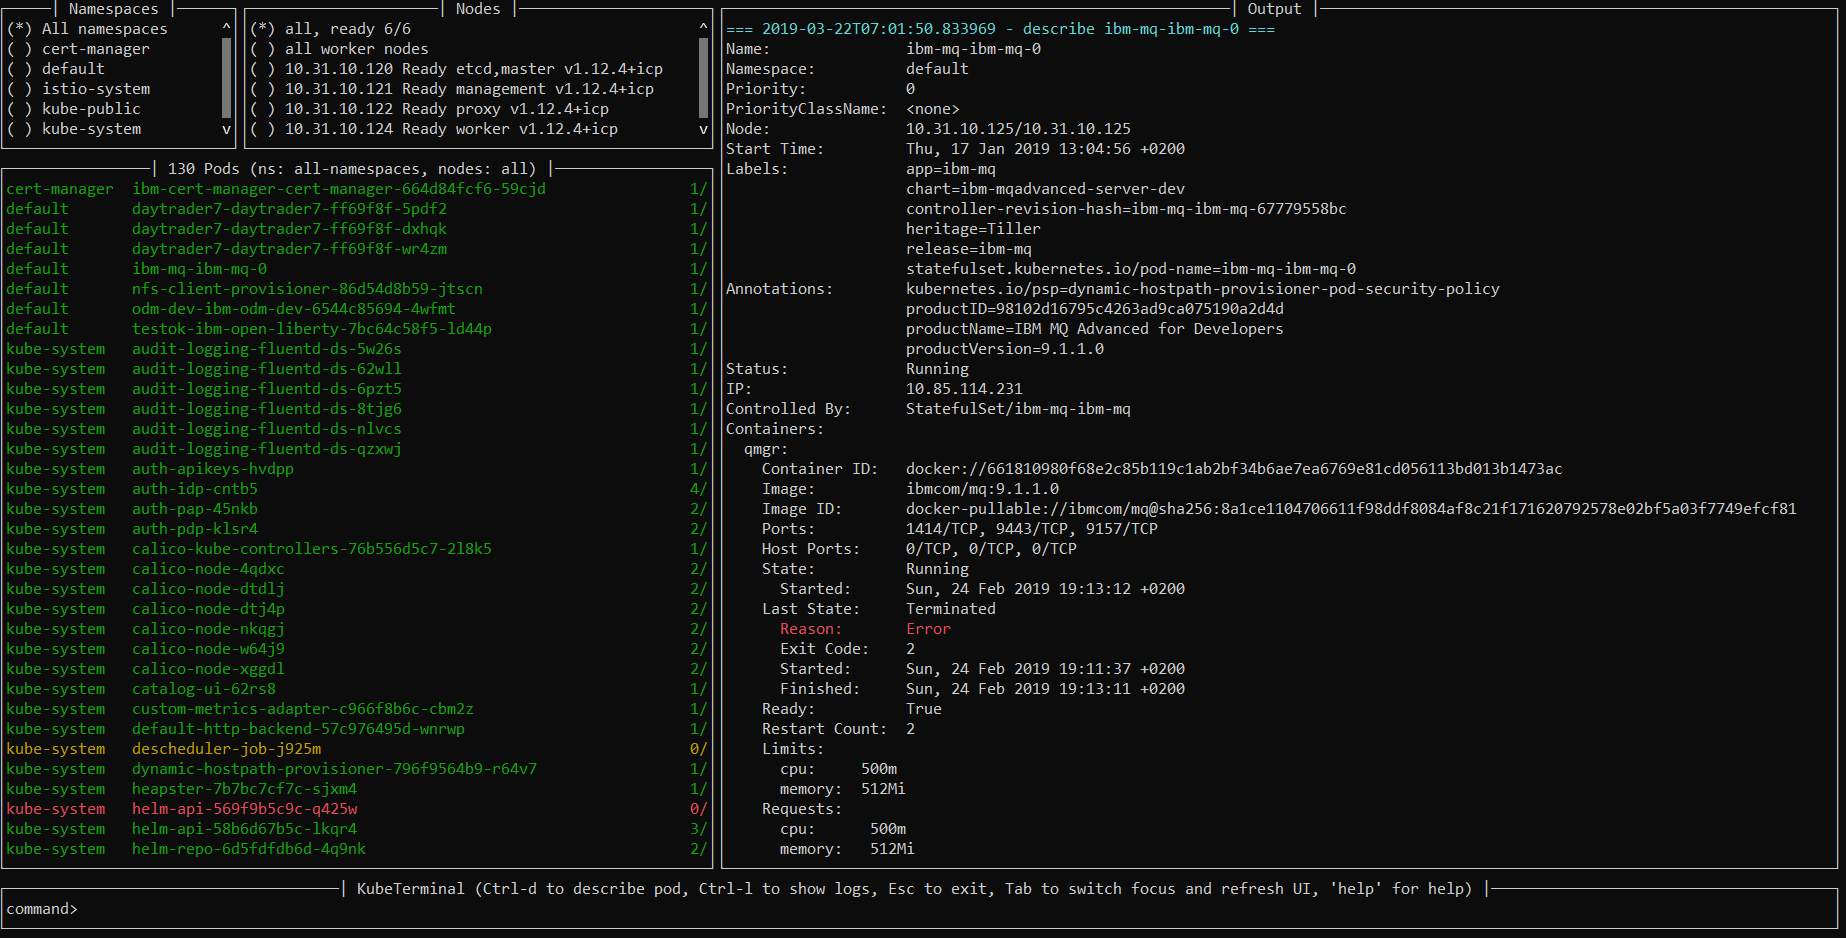 Namespaces
(*) All namespaces ^
( ) cert-manager
( ) default
( ) istio-system
( ) kube-public
( ) kube-system v
Nodes
(*) all, ready 6/6 ^
( ) all worker nodes
( ) 10.31.10.120 Ready etcd,master v1.12.4+icp
( ) 10.31.10.121 Ready management v1.12.4+icp
( ) 10.31.10.122 Ready proxy v1.12.4+icp
( ) 10.31.10.124 Ready worker v1.12.4+icp v
130 Pods (ns: all-namespaces, nodes: all)
cert-manager ibm-cert-manager-cert-manager-664d84fcf6-59cjd 1/
default daytrader7-daytrader7-ff69f8f-5pdf2 1/
default daytrader7-daytrader7-ff69f8f-dxhqk 1/
default daytrader7-daytrader7-ff69f8f-wr4zm 1/
default ibm-mq-ibm-mq-0 1/
default nfs-client-provisioner-86d54d8b59-jtscn 1/
default odm-dev-ibm-odm-dev-6544c85694-4wfmt 1/
default testok-ibm-open-liberty-7bc64c58f5-ld44p 1/
kube-system audit-logging-fluentd-ds-5w26s 1/
kube-system audit-logging-fluentd-ds-62wll 1/
kube-system audit-logging-fluentd-ds-6pzt5 1/
kube-system audit-logging-fluentd-ds-8tjg6 1/
kube-system audit-logging-fluentd-ds-nlvcs 1/
kube-system audit-logging-fluentd-ds-qzxwj 1/
kube-system auth-apikeys-hvdpp 1/
kube-system auth-idp-cntb5 4/
kube-system auth-pap-45nkb 2/
kube-system auth-pdp-klsr4 2/
kube-system calico-kube-controllers-76b556d5c7-2l8k5 1/
kube-system calico-node-4qdxc 2/
kube-system calico-node-dtdlj 2/
kube-system calico-node-dtj4p 2/
kube-system calico-node-nkqgj 2/
kube-system calico-node-w64j9 2/
kube-system calico-node-xggdl 2/
kube-system catalog-ui-62rs8 1/
kube-system custom-metrics-adapter-c966f8b6c-cbm2z 1/
kube-system default-http-backend-57c976495d-wnrwp 1/
kube-system descheduler-job-j925m 0/
kube-system dynamic-hostpath-provisioner-796f9564b9-r64v7 1/
kube-system heapster-7b7bc7cf7c-sjxm4 1/
kube-system helm-api-569f9b5c9c-q425w 0/
kube-system helm-api-58b6d67b5c-lkqr4 3/
kube-system helm-repo-6d5fdfdb6d-4q9nk 2/
Output
=== 2019-03-22T07:01:50.833969 - describe ibm-mq-ibm-mq-0 ===
Name: ibm-mq-ibm-mq-0
Namespace: default
Priority: 0
PriorityClassName: <none>
Node: 10.31.10.125/10.31.10.125
Start Time: Thu, 17 Jan 2019 13:04:56 +0200
Labels: app=ibm-mq
chart=ibm-mqadvanced-server-dev
controller-revision-hash=ibm-mq-ibm-mq-67779558bc
heritage=Tiller
release=ibm-mq
statefulset.kubernetes.io/pod-name=ibm-mq-ibm-mq-0
Annotations: kubernetes.io/psp=dynamic-hostpath-provisioner-pod-security-policy
productID=98102d16795c4263ad9ca075190a2d4d
productName=IBM MQ Advanced for Developers
productVersion=9.1.1.0
Status: Running
IP: 10.85.114.231
Controlled By: StatefulSet/ibm-mq-ibm-mq
Containers:
qmgr:
Container ID: docker://661810980f68e2c85b119c1ab2bf34b6ae7ea6769e81cd056113bd013b1473ac
Image: ibmcom/mq:9.1.1.0
Image ID: docker-pullable://ibmcom/mq@sha256:8a1ce1104706611f98ddf8084af8c21f171620792578e02bf5a03f7749efcf81
Ports: 1414/TCP, 9443/TCP, 9157/TCP
Host Ports: 0/TCP, 0/TCP, 0/TCP
State: Running
Started: Sun, 24 Feb 2019 19:13:12 +0200
Last State: Terminated
Reason: Error
Exit Code: 2
Started: Sun, 24 Feb 2019 19:11:37 +0200
Finished: Sun, 24 Feb 2019 19:13:11 +0200
Ready: True
Restart Count: 2
Limits:
cpu: 500m
memory: 512Mi
Requests:
cpu: 500m
memory: 512Mi
KubeTerminal (Ctrl-d to describe pod, Ctrl-l to show logs, Esc to exit, Tab to switch focus and refresh UI, 'help' for help)
command>